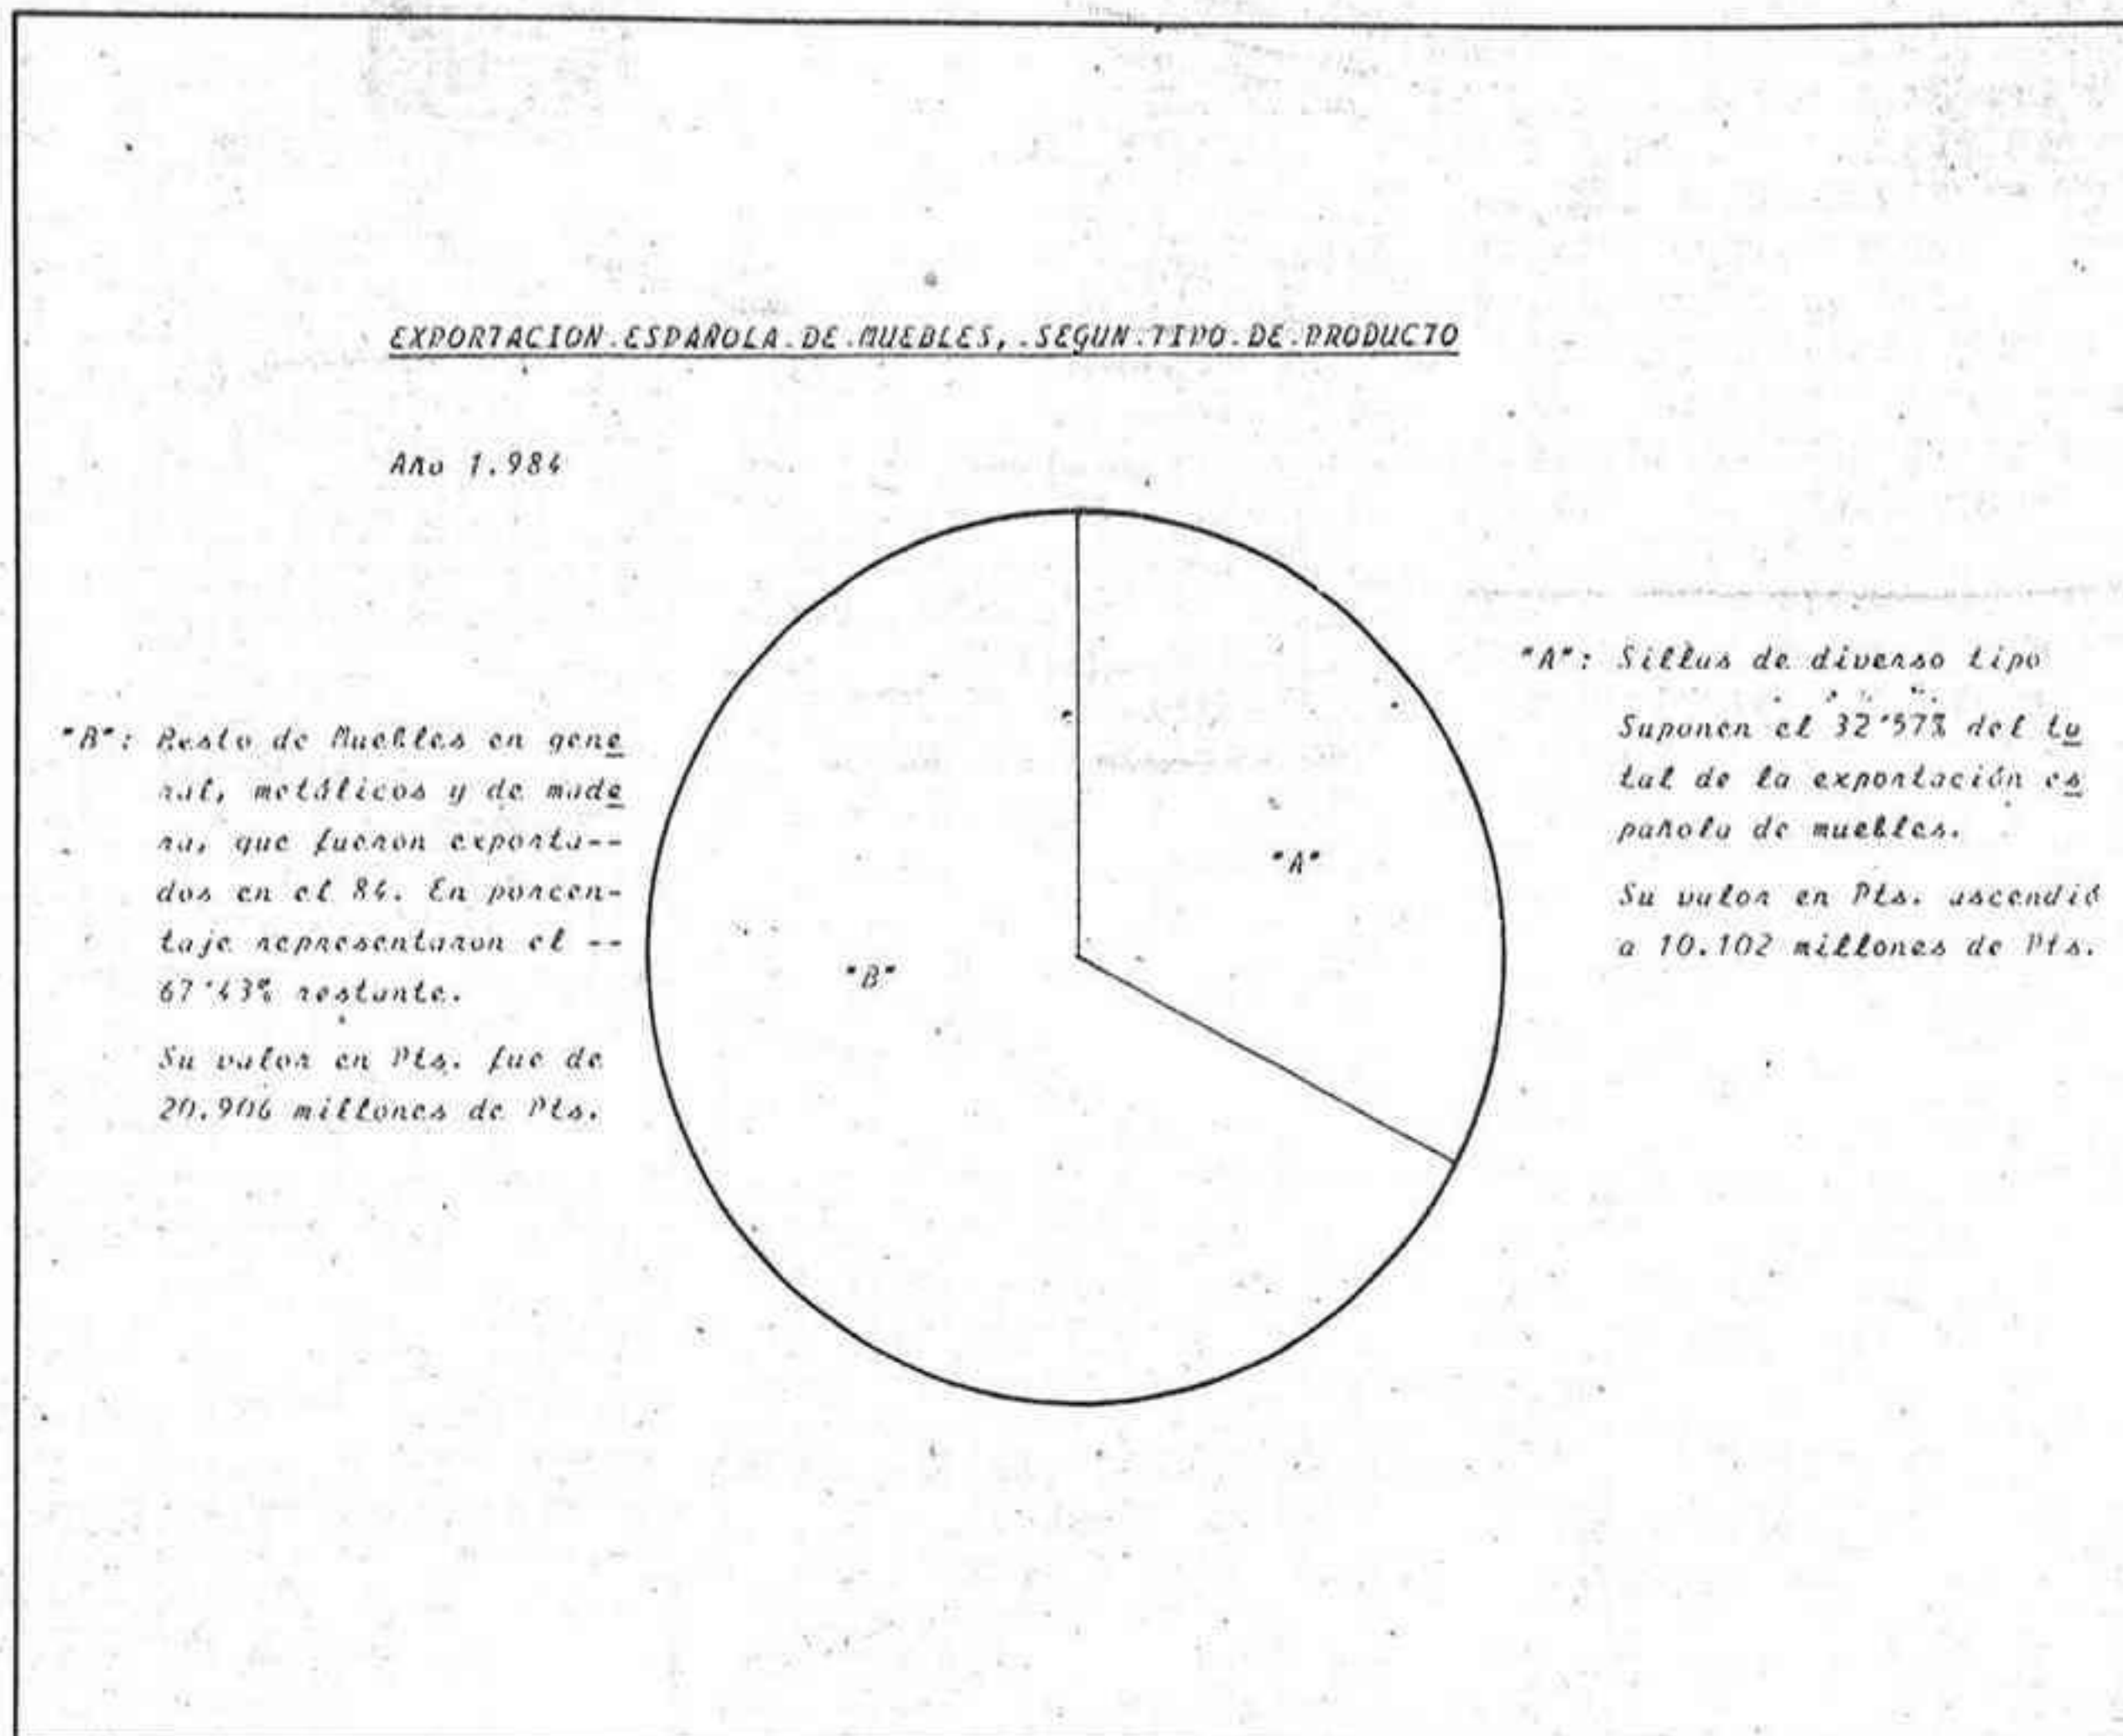 EXPORTACION ESPAÑOLA DE MUEBLES, SEGUN TIPO DE PRODUCTO
Año 1.984
"A": Sillas de diverso tipo
Suponen el 32'57% del to
tal de la exportación es
pañola de muebles.
Su valor en Pts. ascendió
a 10.102 millones de Pts.
"B": Resto de Muebles en gene
ral, metálicos y de made
ra, que fueron exporta--
dos en el 84. En porcen-
taje representaron el --
67'43% restante.
Su valor en Pts. fue de
20.906 millones de Pts.
"A"
"B"